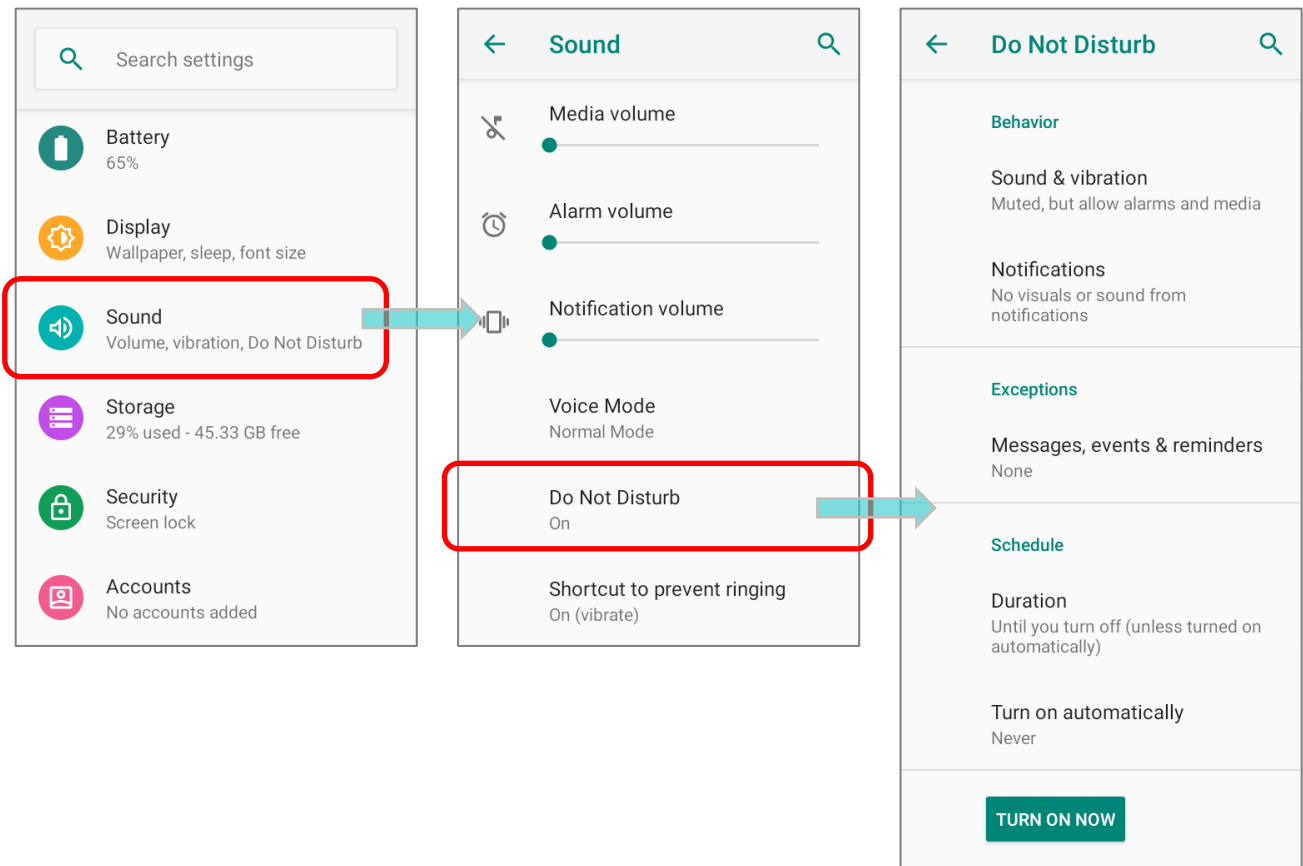 Search settings
Battery
65%
Display
Wallpaper, sleep, font size
Sound
Volume, vibration, Do Not Disturb
Storage
29% used - 45.33 GB free
Security
Screen lock
Accounts
No accounts added
Sound
Media volume
Alarm volume
Notification volume
Voice Mode
Normal Mode
Do Not Disturb
On
Shortcut to prevent ringing
On (vibrate)
Do Not Disturb
Behavior
Sound & vibration
Muted, but allow alarms and media
Notifications
No visuals or sound from
notifications
Exceptions
Messages, events & reminders
None
Schedule
Duration
Until you turn off (unless turned on
automatically)
Turn on automatically
Never
TURN ON NOW